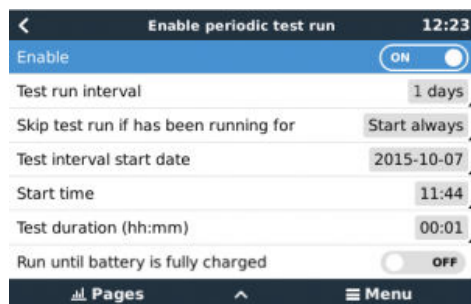 Enable periodic test run 12:23
Enable ON
Test run interval 1 days
Skip test run if has been running for Start always
Test interval start date 2015-10-07
Start time 11:44
Test duration (hh:mm) 00:01
Run until battery is fully charged OFF
Pages Menu